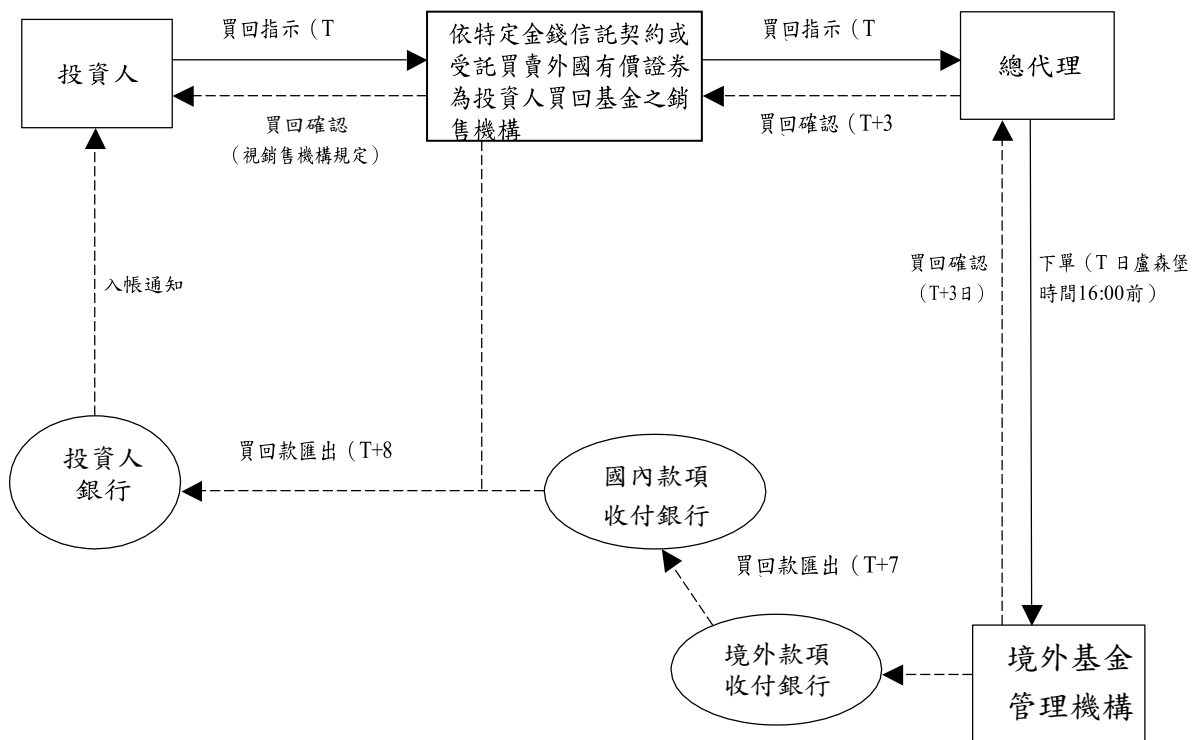 買回指示（T
買回指示（T
投資人
依特定金錢信託契約或
受託買賣外國有價證券
為投資人買回基金之銷
售機構
總代理
買回確認
（視銷售機構規定）
買回確認（T+3
入帳通知
買回確認
（T+3日）
下單（T 日盧森堡
時間16:00前）
投資人
銀行
買回款匯出（T+8
國內款項
收付銀行
買回款匯出（T+7
境外款項
收付銀行
境外基金
管理機構